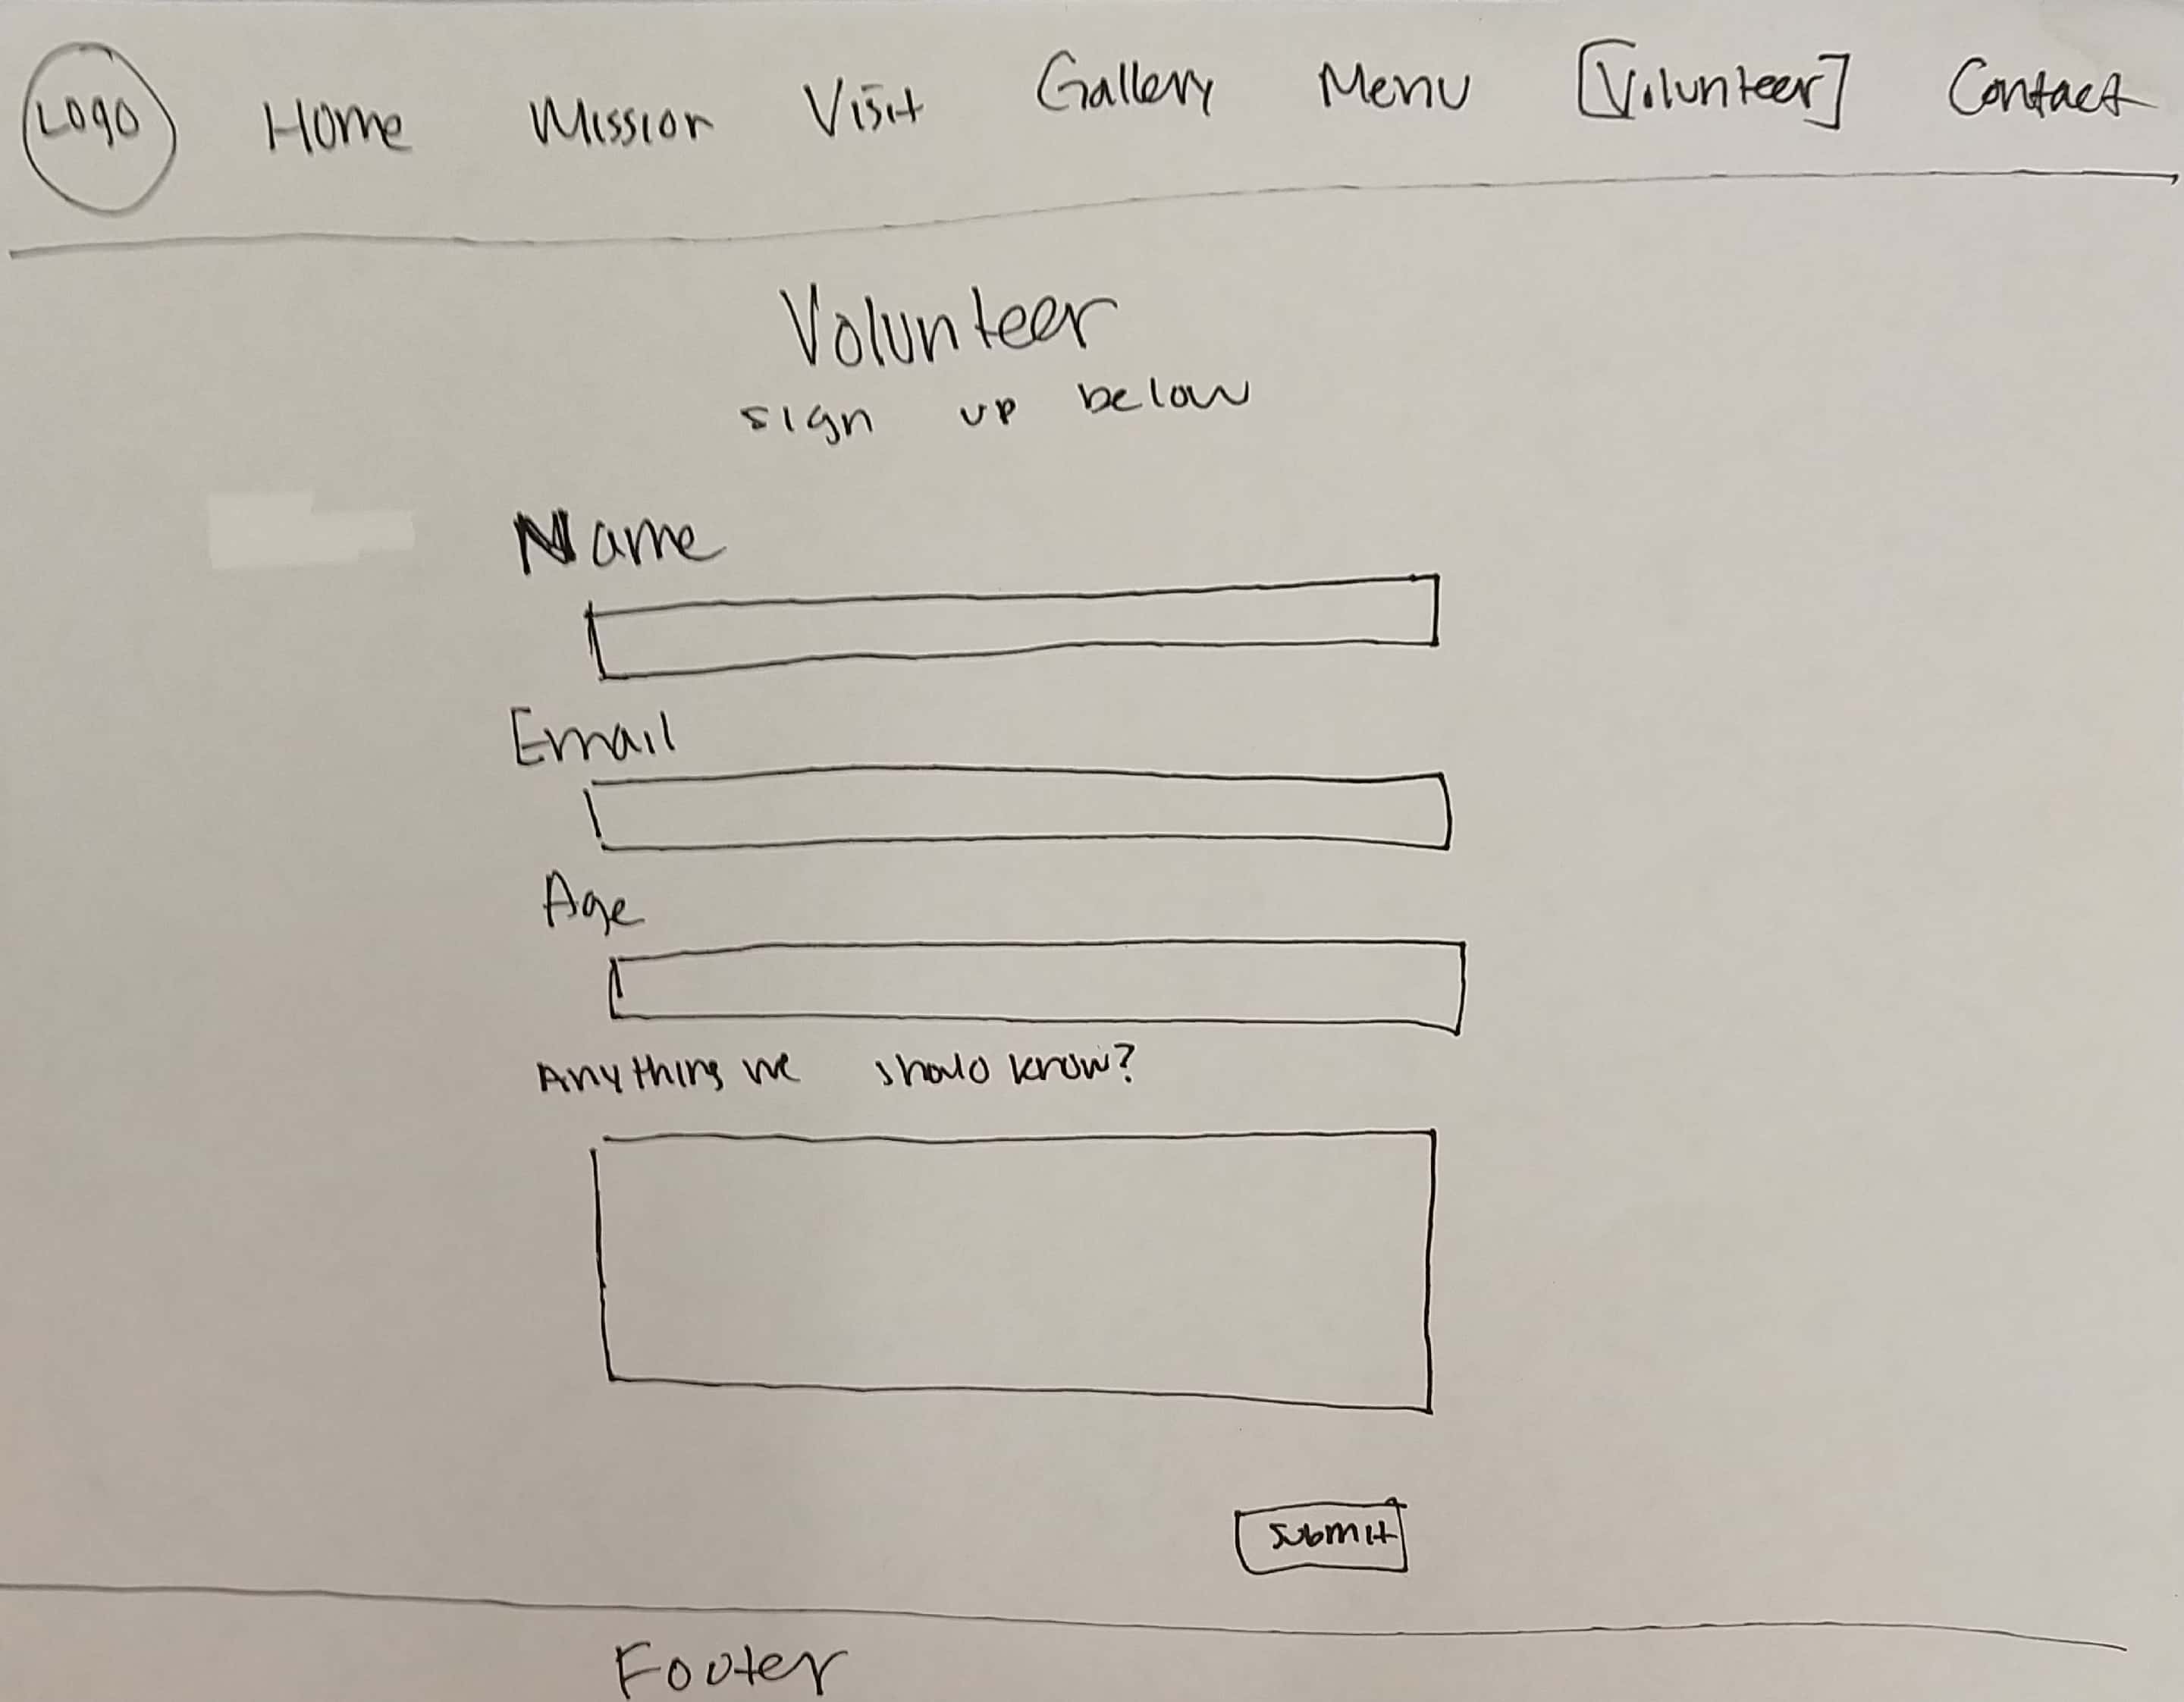 Logo Home Mission Visit Gallery Menu [Volunteer] Contact
Volunteer
sign up below
Name
Email
Age
Anything we should know?
submit
Footer